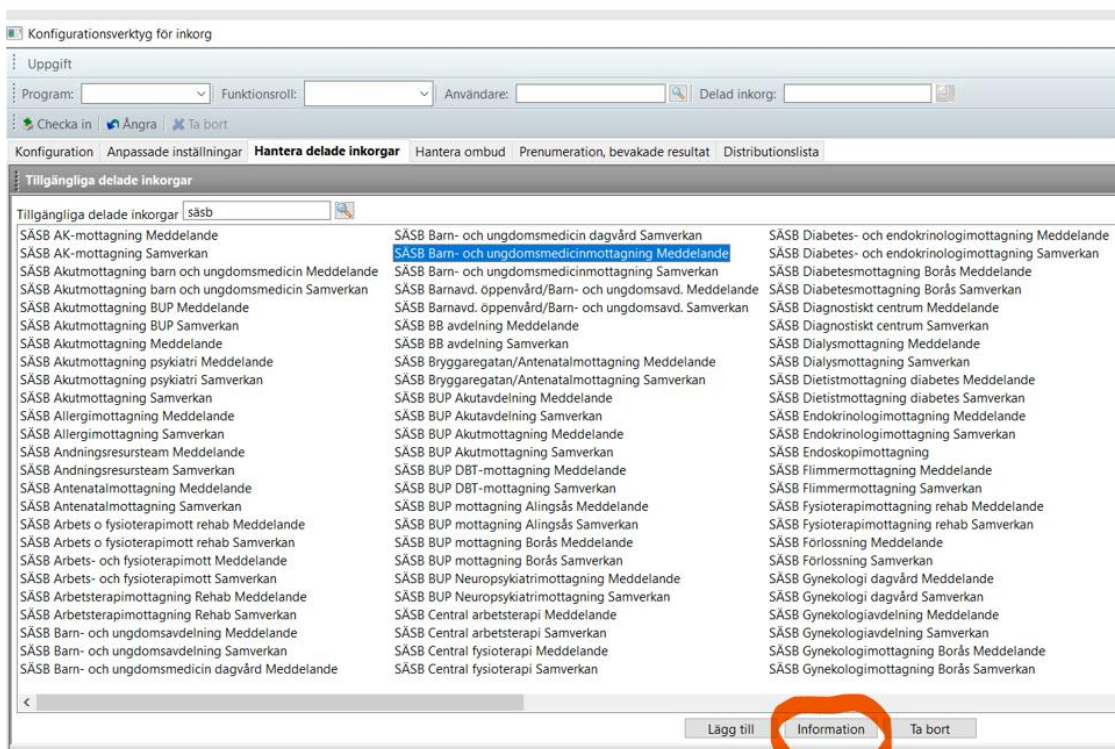 Konfigurationsverktyg för inkorg
Uppgift
Program: Funktionsroll: Användare: Delad inkorg:
Checka in Ångra Ta bort
Konfiguration Anpassade inställningar Hantera delade inkorgar Hantera ombud Prenumeration, bevakade resultat Distributionslista
Tillgängliga delade inkorgar
Tillgängliga delade inkorgar säsb
SÄSB AK-mottagning Meddelande
SÄSB AK-mottagning Samverkan
SÄSB Akutmottagning barn och ungdomsmedicin Meddelande
SÄSB Akutmottagning barn och ungdomsmedicin Samverkan
SÄSB Akutmottagning BUP Meddelande
SÄSB Akutmottagning BUP Samverkan
SÄSB Akutmottagning Meddelande
SÄSB Akutmottagning psykiatri Meddelande
SÄSB Akutmottagning psykiatri Samverkan
SÄSB Akutmottagning Samverkan
SÄSB Allergimottagning Meddelande
SÄSB Allergimottagning Samverkan
SÄSB Andningsresursteam Meddelande
SÄSB Andningsresursteam Samverkan
SÄSB Antenatalmottagning Meddelande
SÄSB Antenatalmottagning Samverkan
SÄSB Arbets o fysioterapimott rehab Meddelande
SÄSB Arbets o fysioterapimott rehab Samverkan
SÄSB Arbets- och fysioterapimott Meddelande
SÄSB Arbets- och fysioterapimott Samverkan
SÄSB Arbetsterapimottagning Rehab Meddelande
SÄSB Arbetsterapimottagning Rehab Samverkan
SÄSB Barn- och ungdomsavdelning Meddelande
SÄSB Barn- och ungdomsavdelning Samverkan
SÄSB Barn- och ungdomsmedicin dagvård Meddelande
SÄSB Barn- och ungdomsmedicin dagvård Samverkan
SÄSB Barn- och ungdomsmedicinmottagning Meddelande
SÄSB Barn- och ungdomsmedicinmottagning Samverkan
SÄSB Barnavd. öppenvård/Barn- och ungdomsavd. Meddelande
SÄSB Barnavd. öppenvård/Barn- och ungdomsavd. Samverkan
SÄSB BB avdelning Meddelande
SÄSB BB avdelning Samverkan
SÄSB Bryggaregatan/Antenatalmottagning Meddelande
SÄSB Bryggaregatan/Antenatalmottagning Samverkan
SÄSB BUP Akutavdelning Meddelande
SÄSB BUP Akutavdelning Samverkan
SÄSB BUP Akutmottagning Meddelande
SÄSB BUP Akutmottagning Samverkan
SÄSB BUP DBT-mottagning Meddelande
SÄSB BUP DBT-mottagning Samverkan
SÄSB BUP mottagning Alingsås Meddelande
SÄSB BUP mottagning Alingsås Samverkan
SÄSB BUP mottagning Borås Meddelande
SÄSB BUP mottagning Borås Samverkan
SÄSB BUP Neuropsykiatrimottagning Meddelande
SÄSB BUP Neuropsykiatrimottagning Samverkan
SÄSB Central arbetsterapi Meddelande
SÄSB Central arbetsterapi Samverkan
SÄSB Central fysioterapi Meddelande
SÄSB Central fysioterapi Samverkan
SÄSB Diabetes- och endokrinologimottagning Meddelande
SÄSB Diabetes- och endokrinologimottagning Samverkan
SÄSB Diabetesmottagning Borås Meddelande
SÄSB Diabetesmottagning Borås Samverkan
SÄSB Diagnostiskt centrum Meddelande
SÄSB Diagnostiskt centrum Samverkan
SÄSB Dialysmottagning Meddelande
SÄSB Dialysmottagning Samverkan
SÄSB Dietistmottagning diabetes Meddelande
SÄSB Dietistmottagning diabetes Samverkan
SÄSB Endokrinologimottagning Meddelande
SÄSB Endokrinologimottagning Samverkan
SÄSB Endoskopimottagning
SÄSB Flimmermottagning Meddelande
SÄSB Flimmermottagning Samverkan
SÄSB Fysioterapimottagning rehab Meddelande
SÄSB Fysioterapimottagning rehab Samverkan
SÄSB Förlossning Meddelande
SÄSB Förlossning Samverkan
SÄSB Gynekologi dagvård Meddelande
SÄSB Gynekologi dagvård Samverkan
SÄSB Gynekologiavdelning Meddelande
SÄSB Gynekologiavdelning Samverkan
SÄSB Gynekologimottagning Borås Meddelande
SÄSB Gynekologimottagning Borås Samverkan
Lägg till Information Ta bort